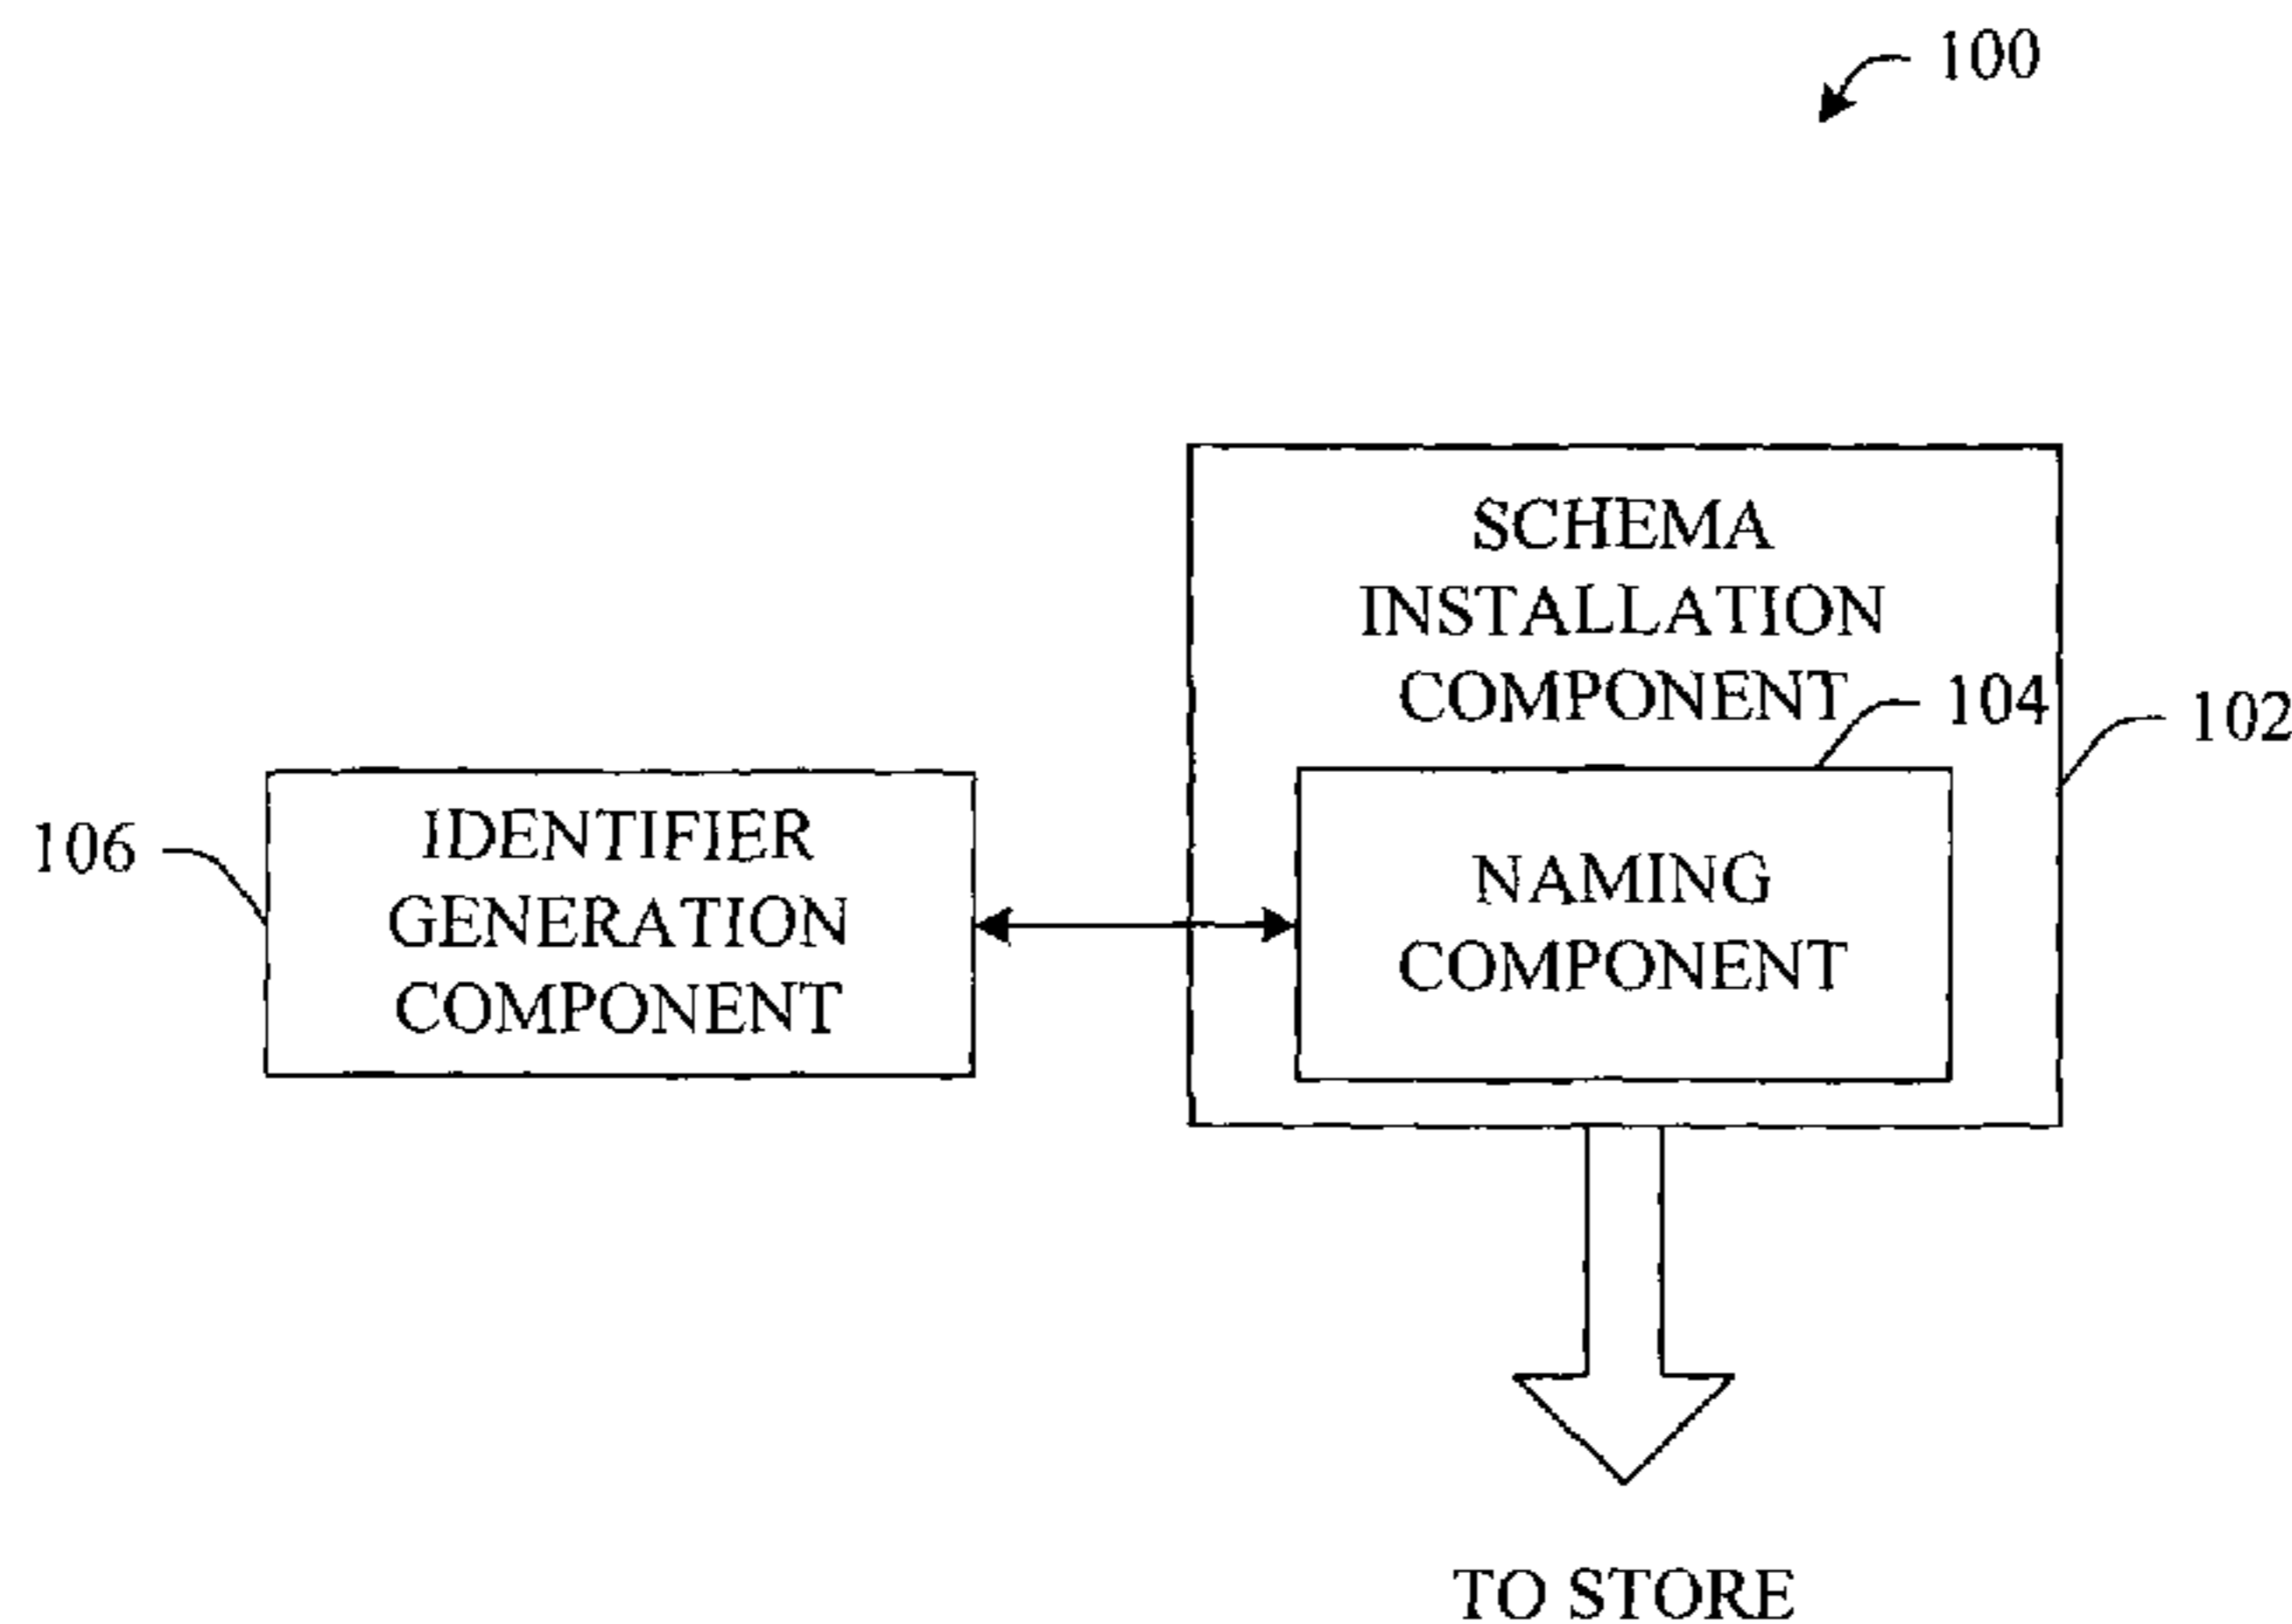 100
SCHEMA
INSTALLATION
COMPONENT
104
102
106
IDENTIFIER
GENERATION
COMPONENT
NAMING
COMPONENT
TO STORE